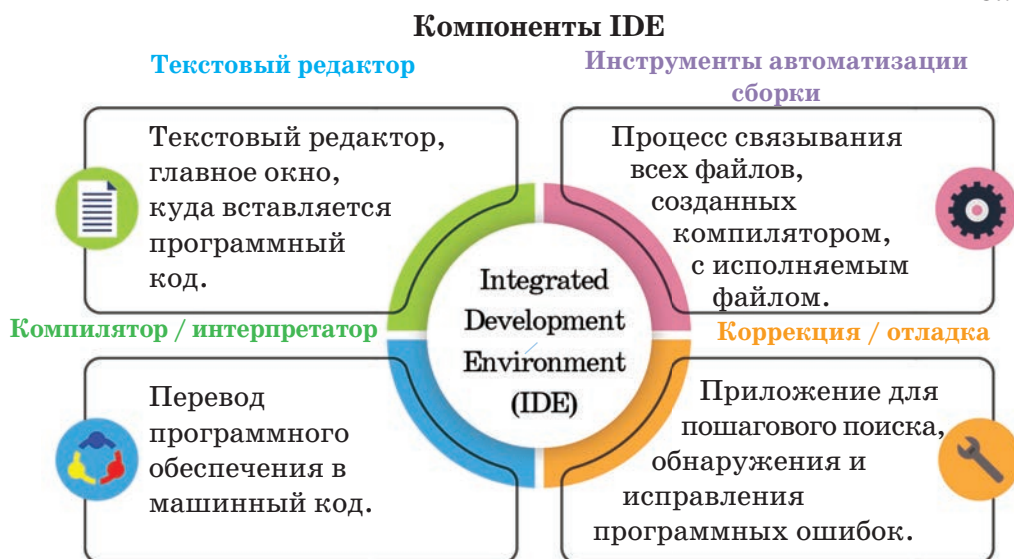 Компоненты IDE
Текстовый редактор
Текстовый редактор,
главное окно,
куда вставляется
программный
код.
Инструменты автоматизации
сборки
Процесс связывания
всех файлов,
созданных
компилятором,
с исполняемым
файлом.
Integrated
Development
Environment
(IDE)
Компилятор / интерпретатор
Перевод
программного
обеспечения в
машинный код.
Коррекция / отладка
Приложение для
пошагового поиска,
обнаружения и
исправления
программных ошибок.